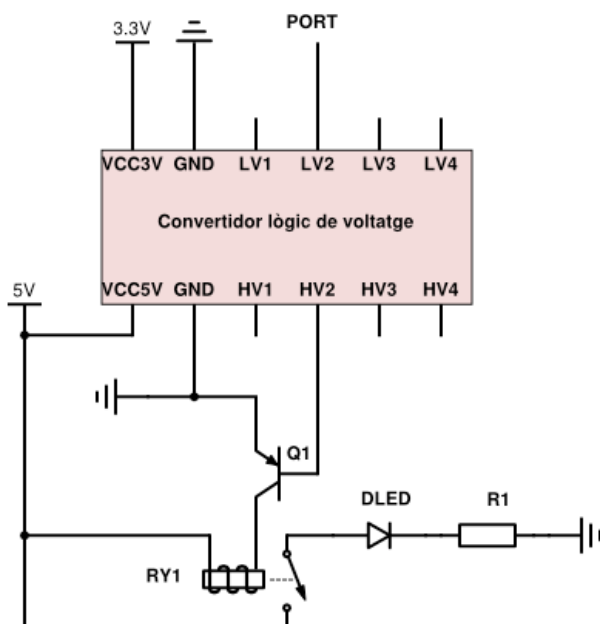 3.3V
PORT
VCC3V GND LV1 LV2 LV3 LV4
Convertidor lògic de voltatge
5V
VCC5V GND HV1 HV2 HV3 HV4
Q1
DLED R1
RY1